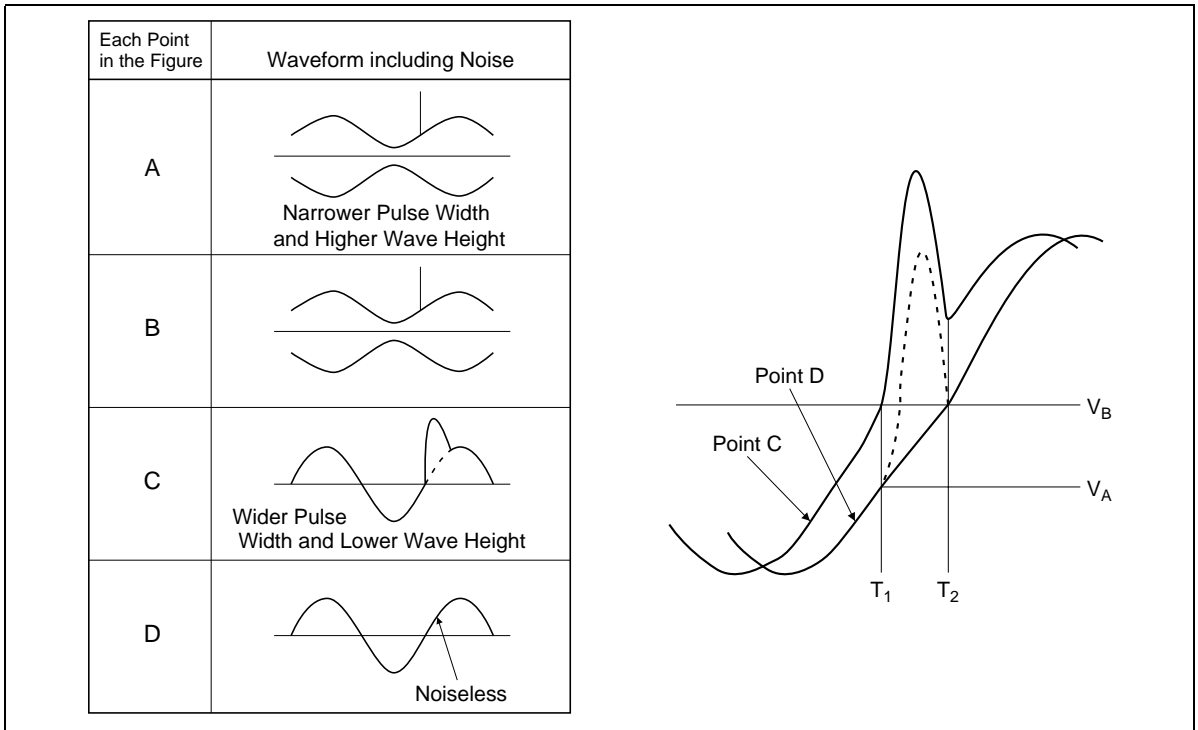 Each Point
in the Figure
Waveform including Noise
A
Narrower Pulse Width
and Higher Wave Height
B
C
Wider Pulse
Width and Lower Wave Height
D
Noiseless
Point D
Point C
V_B
V_A
T_1
T_2